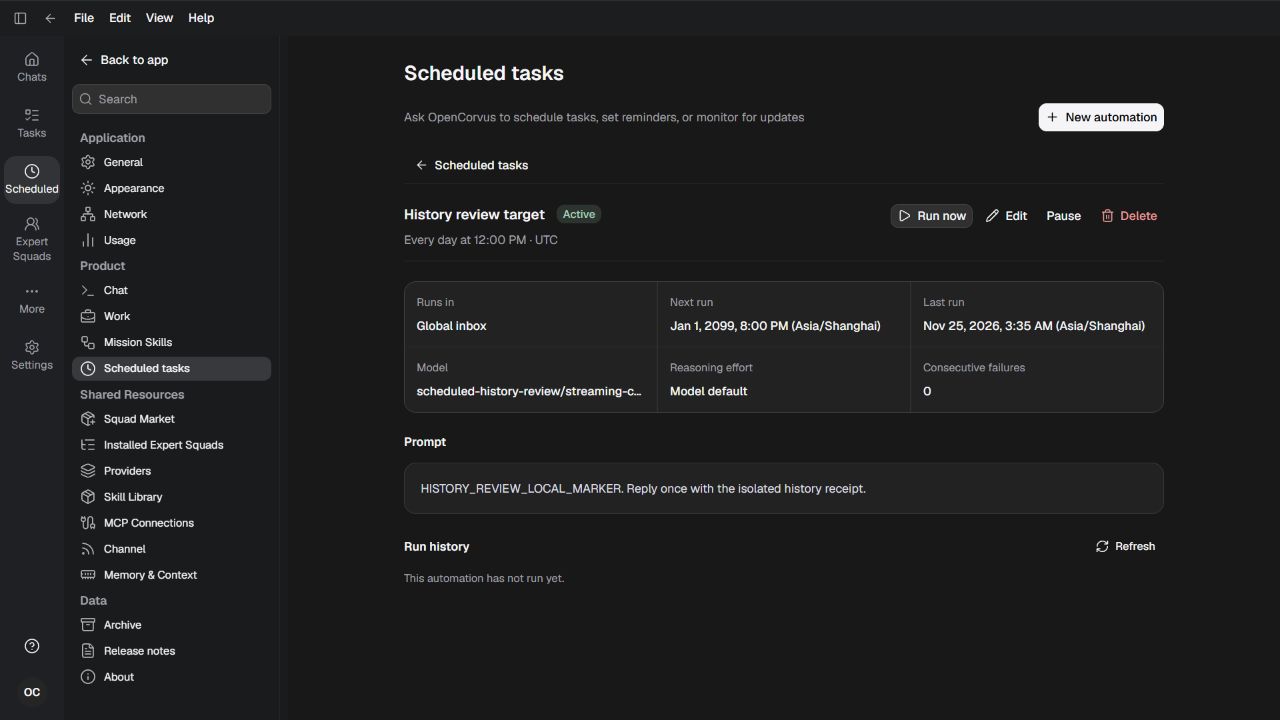 File Edit View Help
Chats
Tasks
Scheduled
Expert
Squads
More
Settings
OC
Back to app
Search
Application
General
Appearance
Network
Usage
Product
Chat
Work
Mission Skills
Scheduled tasks
Shared Resources
Squad Market
Installed Expert Squads
Providers
Skill Library
MCP Connections
Channel
Memory & Context
Data
Archive
Release notes
About
Scheduled tasks
Ask OpenCorvus to schedule tasks, set reminders, or monitor for updates
New automation
Scheduled tasks
History review target Active
Run now Edit Pause Delete
Every day at 12:00 PM · UTC
Runs in
Global inbox
Next run
Jan 1, 2099, 8:00 PM (Asia/Shanghai)
Last run
Nov 25, 2026, 3:35 AM (Asia/Shanghai)
Model
scheduled-history-review/streaming-c...
Reasoning effort
Model default
Consecutive failures
0
Prompt
HISTORY_REVIEW_LOCAL_MARKER. Reply once with the isolated history receipt.
Run history
Refresh
This automation has not run yet.